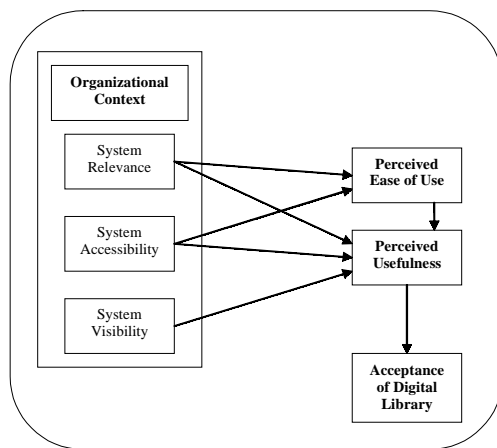 Organizational
Context
System
Relevance
System
Accessibility
System
Visibility
Perceived
Ease of Use
Perceived
Usefulness
Acceptance
of Digital
Library